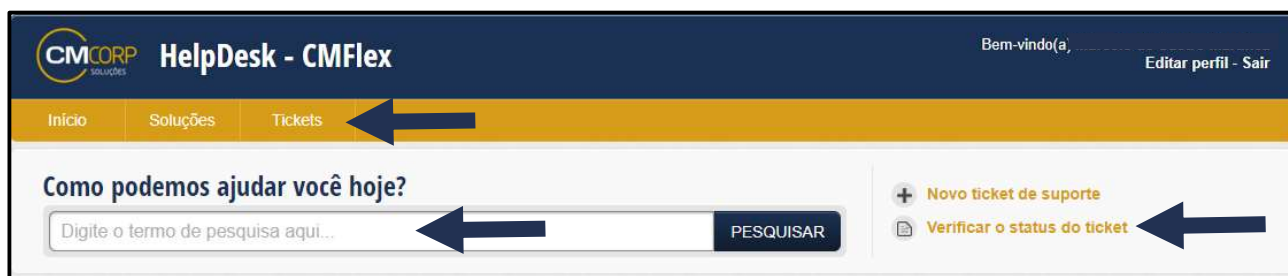 CMCORP
SOLUÇÕES
HelpDesk - CMFlex
Bem-vindo(a)
Editar perfil - Sair
Início Soluções Tickets
Como podemos ajudar você hoje?
Digite o termo de pesquisa aqui...
PESQUISAR
Novo ticket de suporte
Verificar o status do ticket